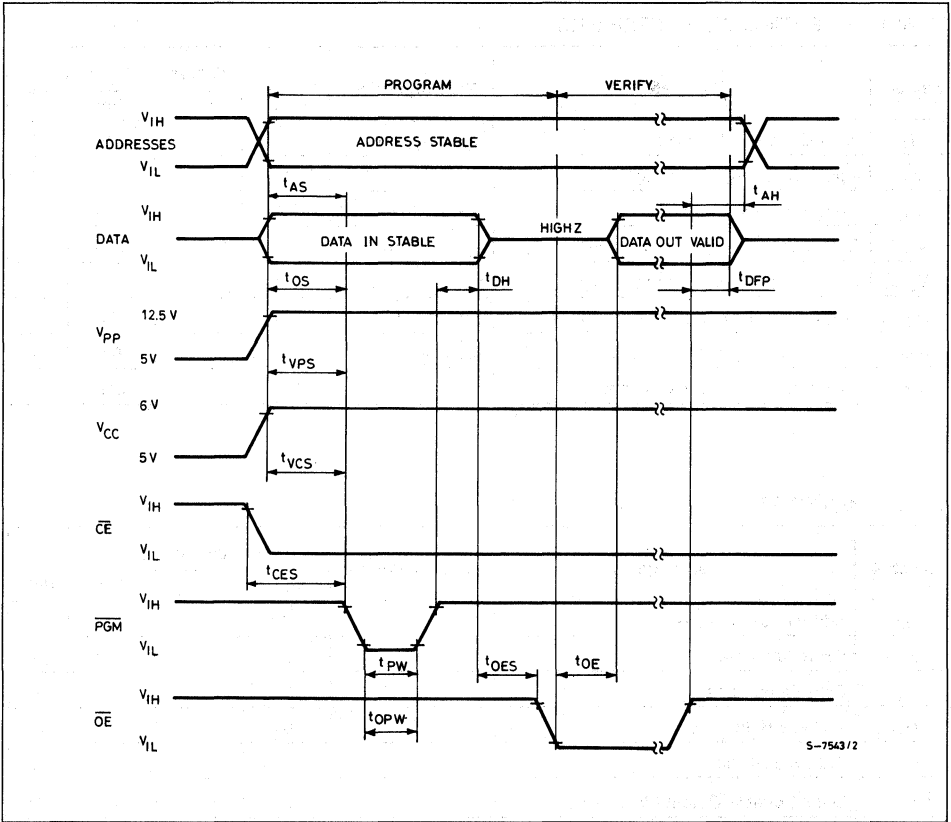 PROGRAM VERIFY
VIH
ADDRESSES ADDRESS STABLE
VIL
tAS tAH
VIH
DATA DATA IN STABLE HIGH Z DATA OUT VALID
VIL
tOS tDH tDFP
12.5 V
VPP
5V tVPS
6V
VCC
5V tVCS
VIH
CE
VIL
tCES
VIH
PGM
VIL
tPW tOES tOE
VIH
OE tOPW
VIL
S-7543/2